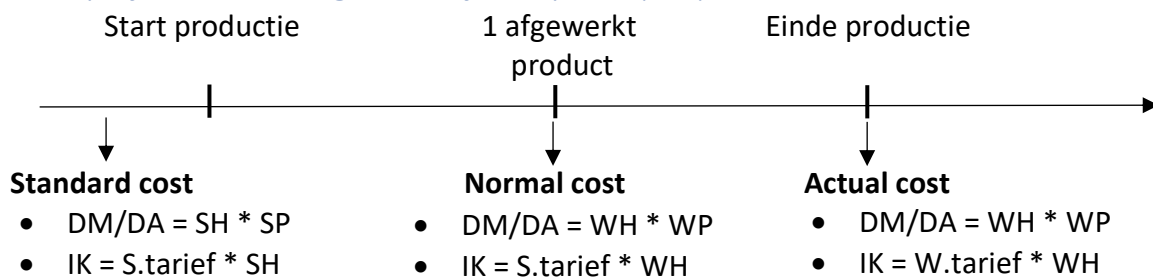 Start productie
1 afgewerkt
product
Einde productie
Standard cost
• DM/DA = SH * SP
• IK = S.tarief * SH
Normal cost
• DM/DA = WH * WP
• IK = S.tarief * WH
Actual cost
• DM/DA = WH * WP
• IK = W.tarief * WH